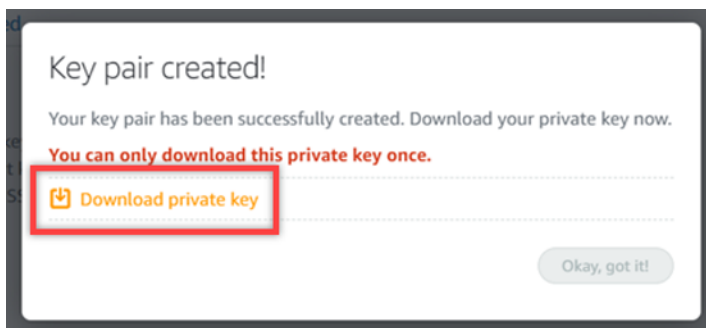 ed
Key pair created!
Your key pair has been successfully created. Download your private key now.
You can only download this private key once.
Download private key
Okay, got it!